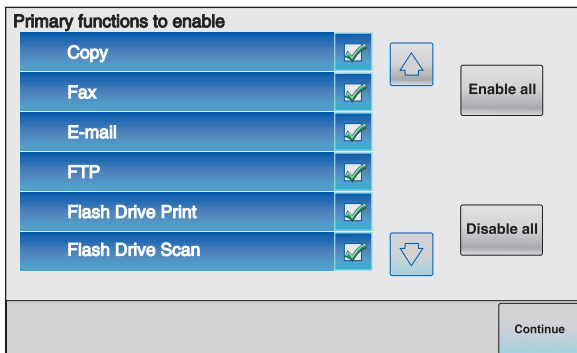 Primary functions to enable
Copy
Fax
E-mail
FTP
Flash Drive Print
Flash Drive Scan
Enable all
Disable all
Continue